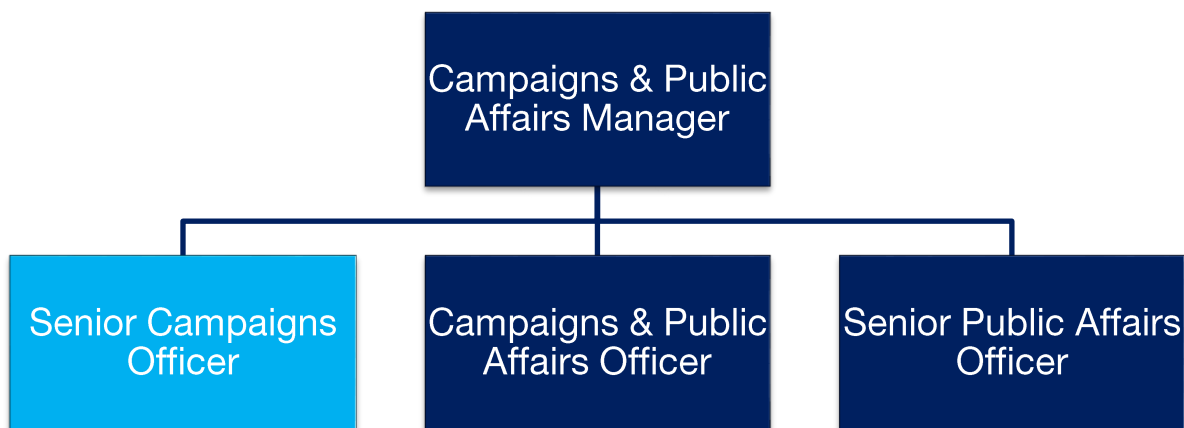 Campaigns & Public
Affairs Manager
Senior Campaigns
Officer
Campaigns & Public
Affairs Officer
Senior Public Affairs
Officer